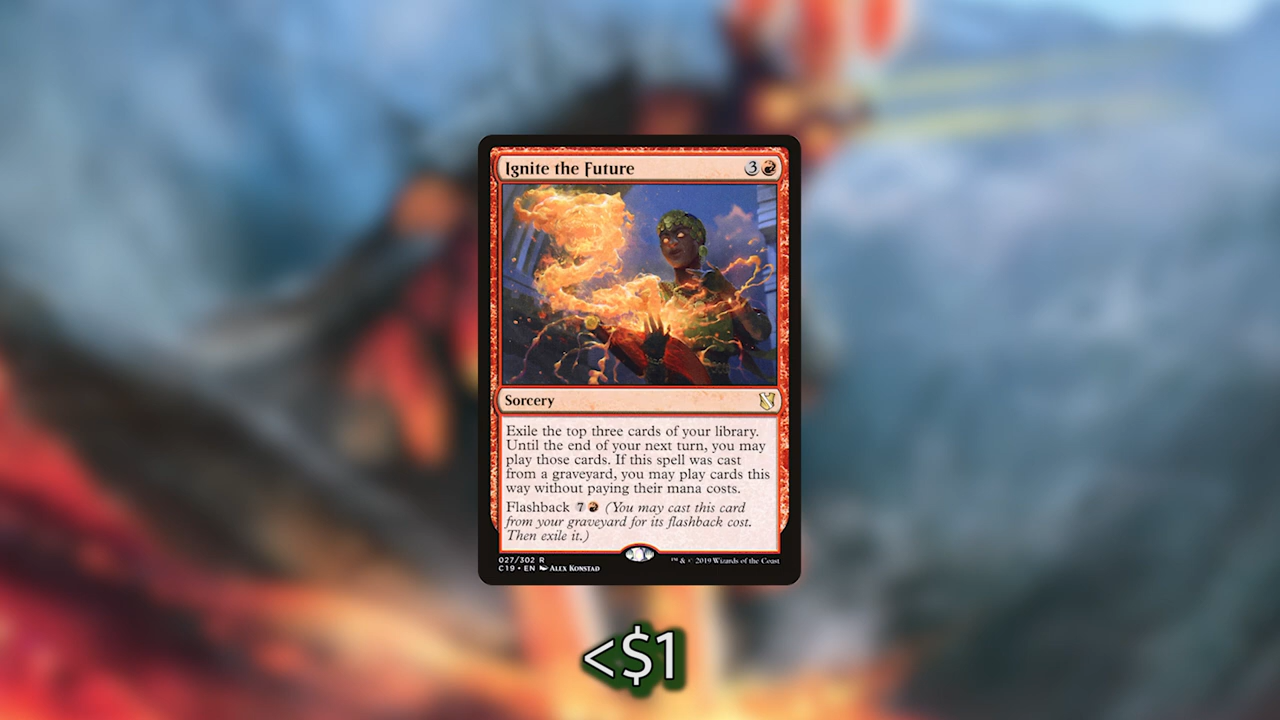 Ignite the Future 3
Sorcery
Exile the top three cards of your library.
Until the end of your next turn, you may
play those cards. If this spell was cast
from a graveyard, you may play cards this
way without paying their mana costs.
Flashback 7 (You may cast this card
from your graveyard for its flashback cost.
Then exile it.)
027/302 R
C19 • EN ALEX KONSTAD
™ & © 2019 Wizards of the Coast
<$1